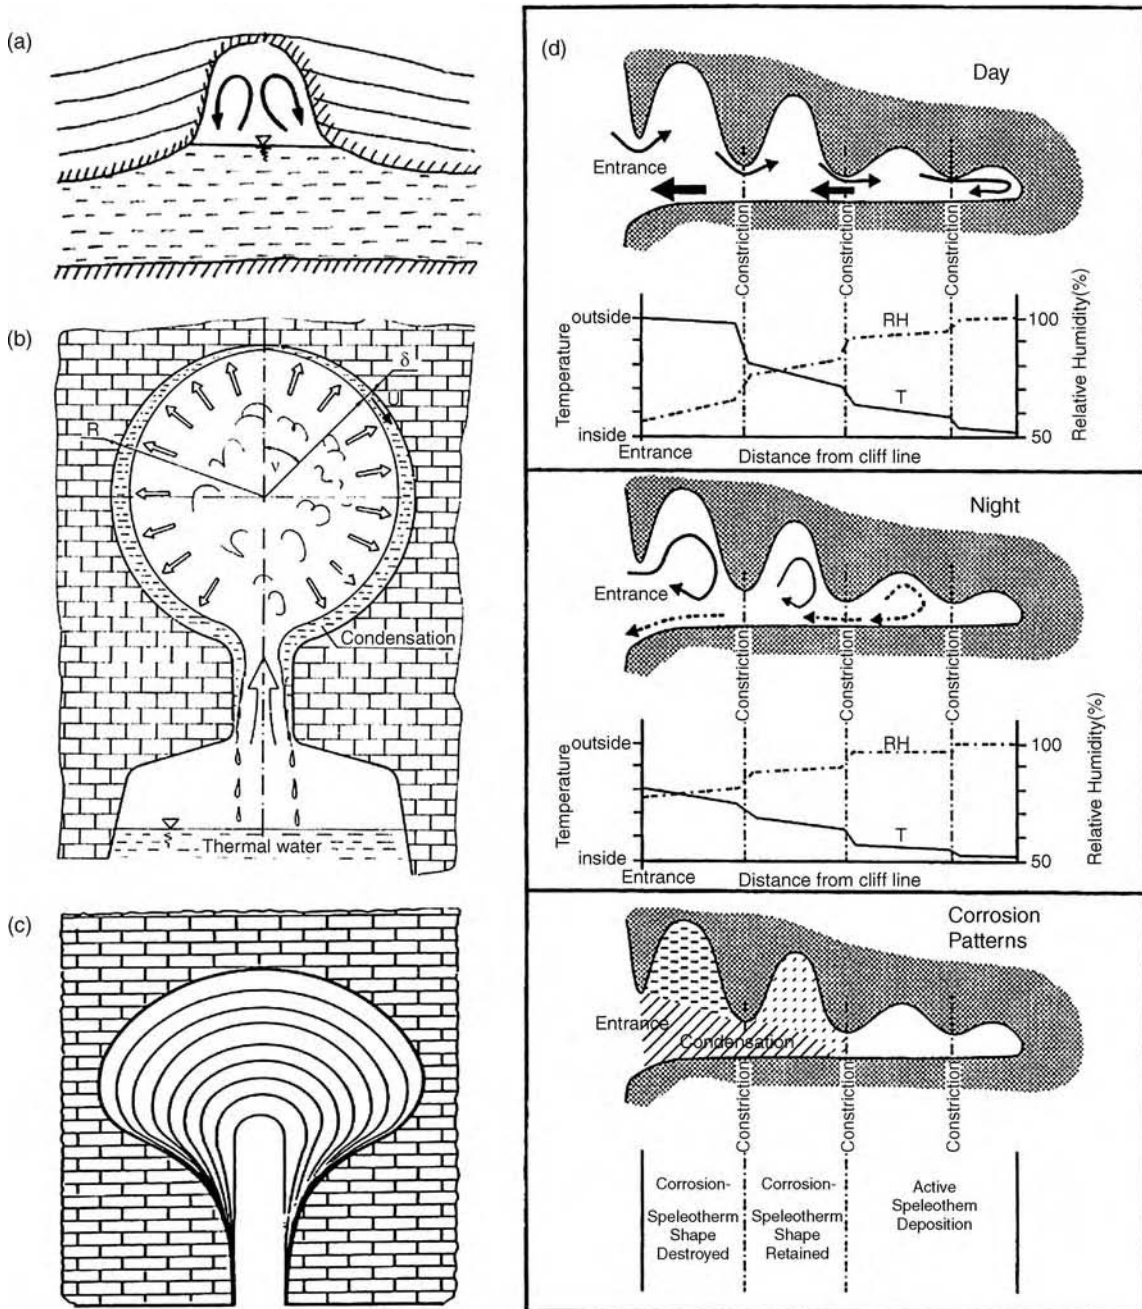 (a)
(b)
δ
U
R
Condensation
Thermal water
(c)
(d)
Day
Entrance
Constriction
Constriction
Constriction
outside
RH
100
Temperature
T
Relative Humidity(%)
inside
50
Entrance
Distance from cliff line
Night
Entrance
Constriction
Constriction
Constriction
outside
RH
100
Temperature
T
Relative Humidity(%)
inside
50
Entrance
Distance from cliff line
Corrosion
Patterns
Entrance
Condensation
Constriction
Constriction
Constriction
Corrosion-
Speleotherm
Shape
Destroyed
Corrosion-
Speleotherm
Shape
Retained
Active
Speleothem
Deposition